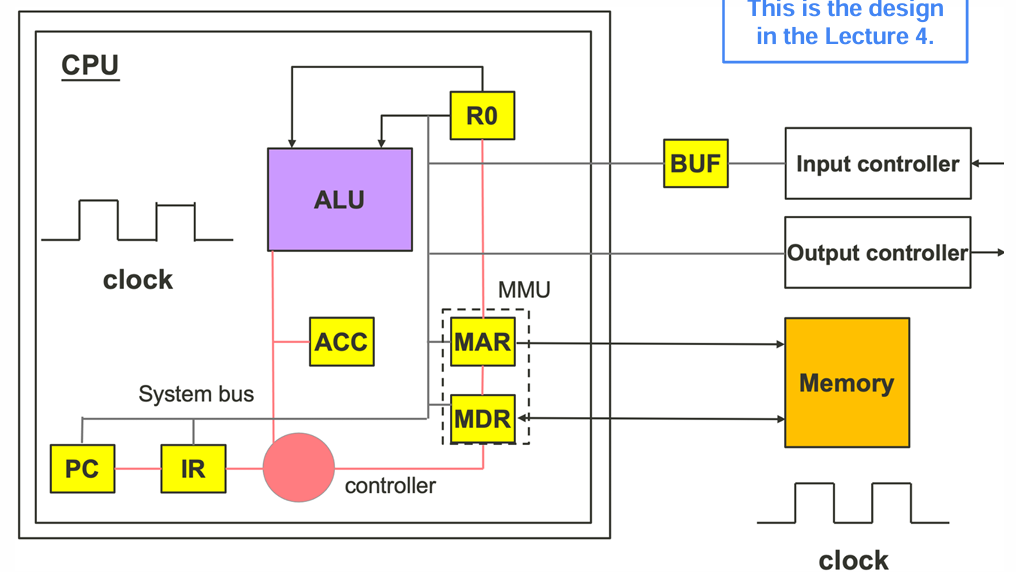 This is the design
in the Lecture 4.
CPU
R0
ALU
BUF
Input controller
Output controller
clock
MMU
ACC
MAR
Memory
System bus
MDR
PC
IR
controller
clock